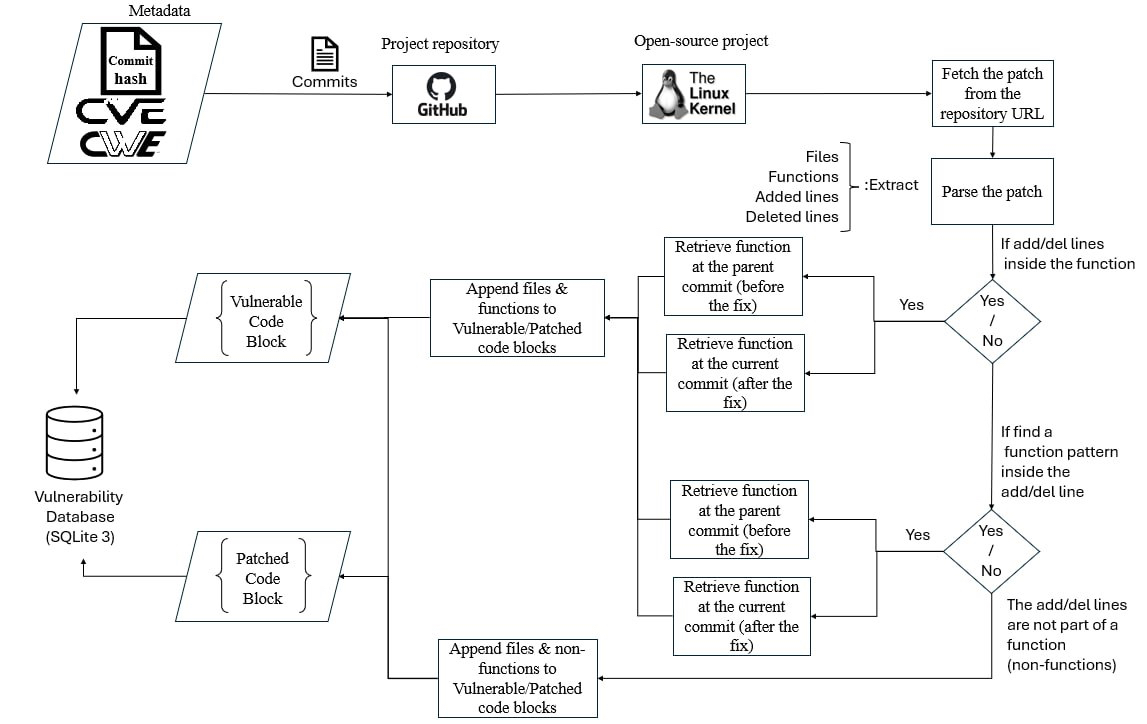 Metadata
Commit
hash
CVE
CWE
Commits
Project repository
GitHub
Open-source project
The
Linux
Kernel
Fetch the patch
from the
repository URL
Files
Functions
Added lines
Deleted lines
:Extract
Parse the patch
If add/del lines
inside the function
Yes
/
No
Yes
Retrieve function
at the parent
commit (before
the fix)
Retrieve function
at the current
commit (after the
fix)
Append files &
functions to
Vulnerable/Patched
code blocks
Vulnerable
Code
Block
Vulnerability
Database
(SQLite 3)
If find a
function pattern
inside the
add/del line
Yes
/
No
Yes
Retrieve function
at the parent
commit (before
the fix)
Retrieve function
at the current
commit (after the
fix)
Patched
Code
Block
The add/del lines
are not part of a
function
(non-functions)
Append files & non-
functions to
Vulnerable/Patched
code blocks